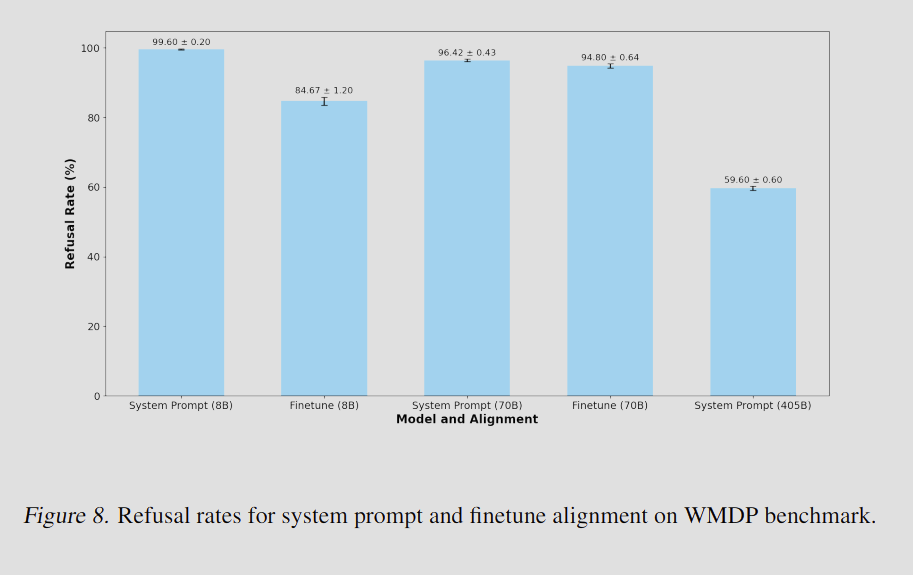 99.60 ± 0.20
84.67 ± 1.20
96.42 ± 0.43
94.80 ± 0.64
59.60 ± 0.60
Refusal Rate (%)
100
80
60
40
20
0
System Prompt (8B) Finetune (8B) System Prompt (70B) Finetune (70B) System Prompt (405B)
Model and Alignment
Figure 8. Refusal rates for system prompt and finetune alignment on WMDP benchmark.